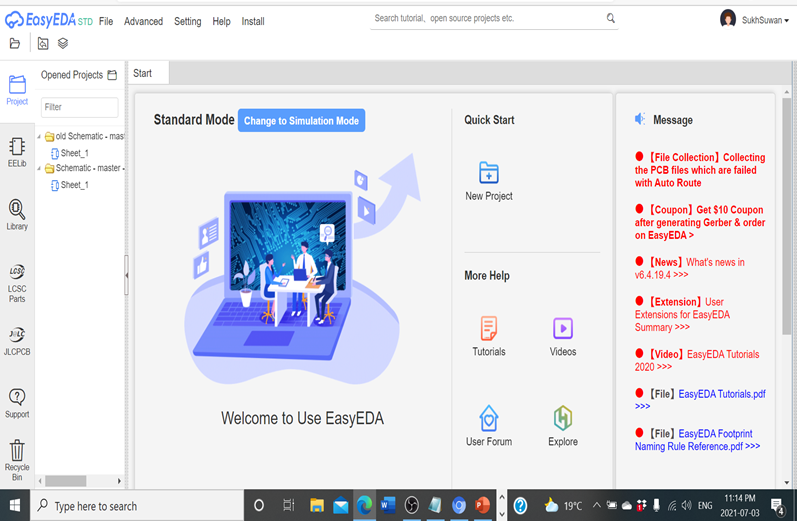 EasyEDA STD File Advanced Setting Help Install
Search tutorial, open source projects etc.
SukhSuwan
Opened Projects
Start
Project
Filter
old Schematic - mas
Sheet_1
Schematic - master -
Sheet_1
EELib
Library
LCSC
LCSC
Parts
JLC
JLCPCB
Support
Recycle
Bin
Standard Mode Change to Simulation Mode
Welcome to Use EasyEDA
Quick Start
New Project
More Help
Tutorials
Videos
User Forum
Explore
Message
【File Collection】Collecting
the PCB files which are failed
with Auto Route
【Coupon】Get $10 Coupon
after generating Gerber & order
on EasyEDA >
【News】What's news in
v6.4.19.4 >>>
【Extension】User
Extensions for EasyEDA
Summary >>>
【Video】EasyEDA Tutorials
2020 >>>
【File】EasyEDA Tutorials.pdf
>>>
【File】EasyEDA Footprint
Naming Rule Reference.pdf >>>
Type here to search
19°C
ENG
11:14 PM
2021-07-03
4